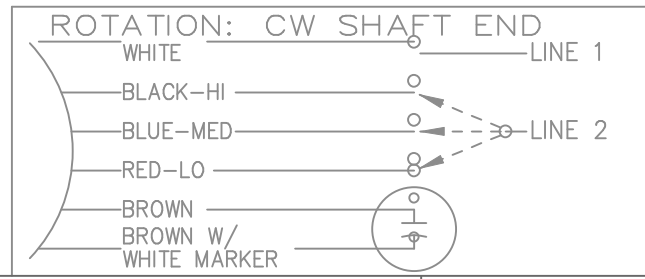 ROTATION: CW SHAFT END
WHITE
LINE 1
BLACK-HI
BLUE-MED
LINE 2
RED-LO
BROWN
BROWN W/
WHITE MARKER